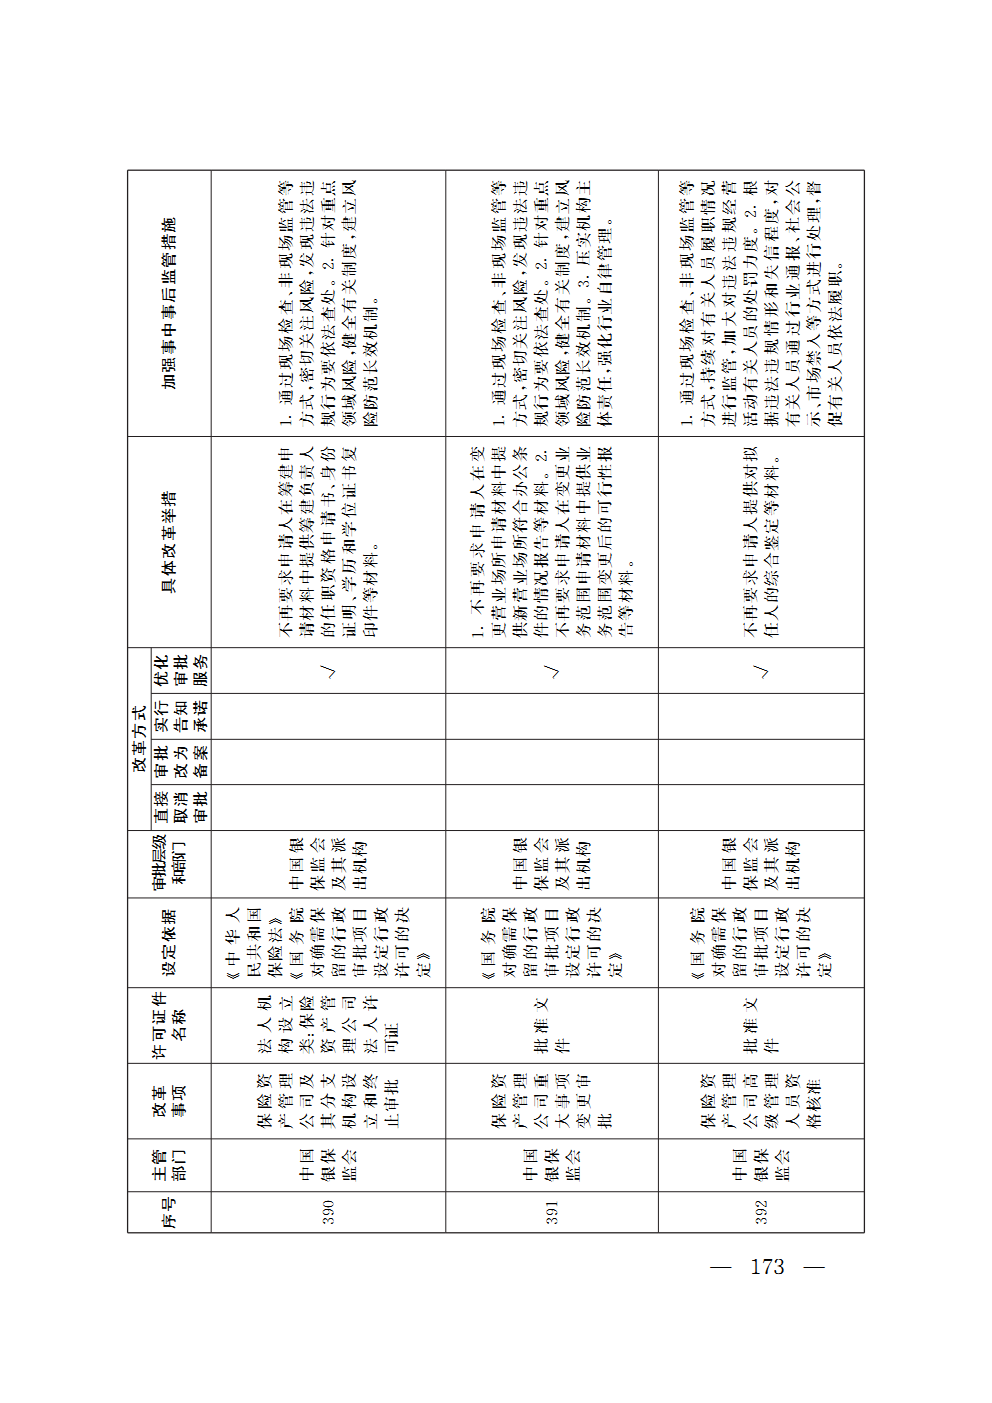 序号
主管
部门
改革
事项
许可证件
名称
设定依据
审批层级
和部门
改革方式
直接
取消
审批
审批
改为
备案
实行
告知
承诺
优化
审批
服务
具体改革举措
加强事中事后监管措施
390
中国
银保
监会
保险资
产管理
公司及
其分支
机构设
立和终
止审批
法人机
构设立
类:保险
资产管
理公司
法人许
可证
《中华人
民共和国
保险法》
《国务院
对确需保
留的行政
审批项目
设定行政
许可的决
定》
中国银
保监会
及其派
出机构
√
不再要求申请人在筹建申
请材料中提供筹建负责人
的任职资格申请书、身份
证明、学历和学位证书复
印件等材料。
1. 通过现场检查、非现场监管等
方式,密切关注风险,发现违法违
规行为要依法查处。2. 针对重点
领域风险,健全有关制度,建立风
险防范长效机制。
391
中国
银保
监会
保险资
产管理
公司重
大事项
变更审
批
批准文
件
《国务院
对确需保
留的行政
审批项目
设定行政
许可的决
定》
中国银
保监会
及其派
出机构
√
1. 不再要求申请人在变
更营业场所申请材料中提
供新营业场所符合办公条
件的情况报告等材料。2.
不再要求申请人在变更业
务范围申请材料中提供业
务范围变更后的可行性报
告等材料。
1. 通过现场检查、非现场监管等
方式,密切关注风险,发现违法违
规行为要依法查处。2. 针对重点
领域风险,健全有关制度,建立风
险防范长效机制。3. 压实机构主
体责任,强化行业自律管理。
392
中国
银保
监会
保险资
产管理
公司高
级管理
人员资
格核准
批准文
件
《国务院
对确需保
留的行政
审批项目
设定行政
许可的决
定》
中国银
保监会
及其派
出机构
√
不再要求申请人提供对拟
任人的综合鉴定等材料。
1. 通过现场检查、非现场监管等
方式,持续对有关人员履职情况
进行监管,加大对违法违规经营
活动有关人员的处罚力度。2. 根
据违法违规情形和失信程度,对
有关人员通过行业通报、社会公
示、市场禁入等方式进行处理,督
促有关人员依法履职。
— 173 —